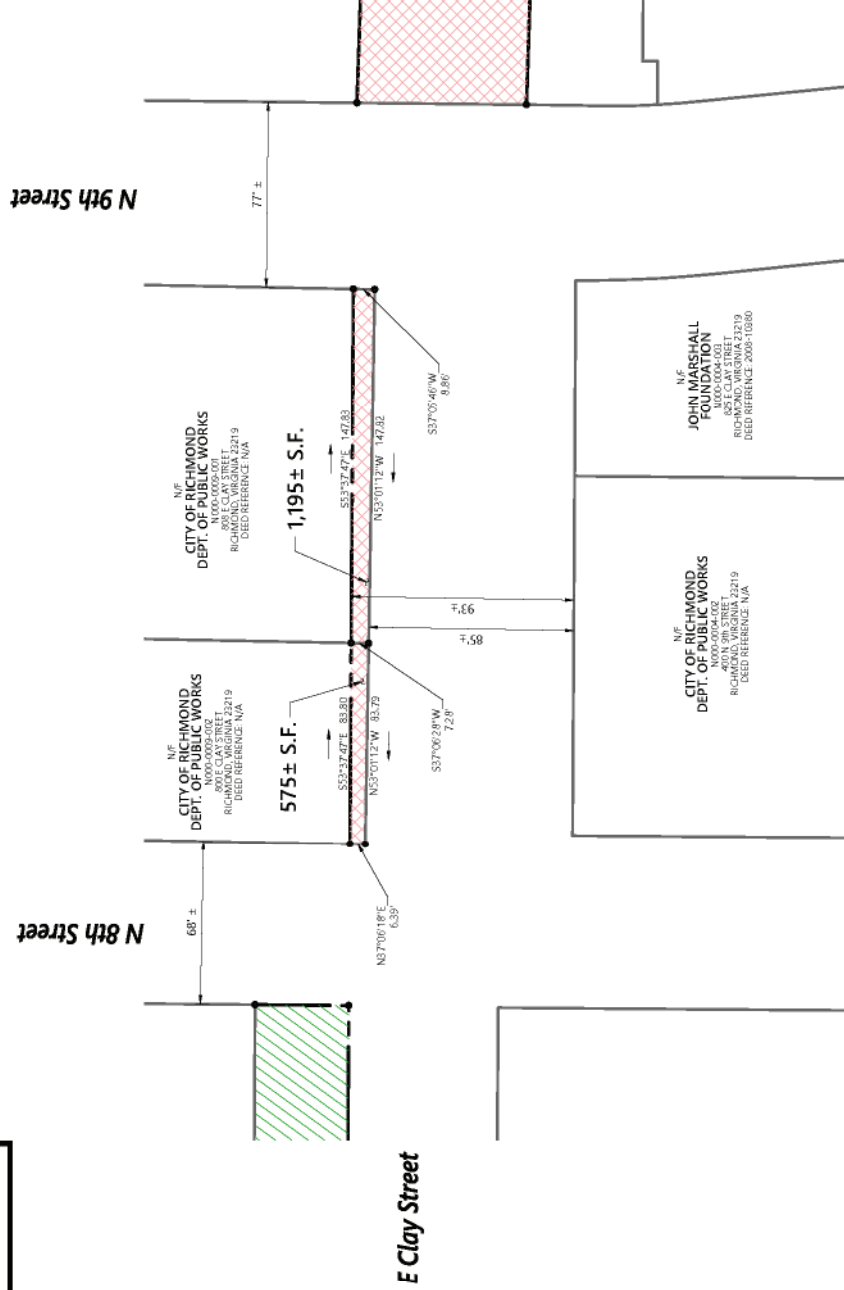 N 9th Street
77' ±
N/F
CITY OF RICHMOND
DEPT. OF PUBLIC WORKS
N000-0009-001
808 E CLAY STREET
RICHMOND, VIRGINIA 23219
DEED REFERENCE: N/A
1,195± S.F.
S53°37'47"E 147.83
N53°01'12"W 147.82
S37°05'46"W
8.86'
N/F
JOHN MARSHALL
FOUNDATION
N000-0004-003
825 E CLAY STREET
RICHMOND, VIRGINIA 23219
DEED REFERENCE: 2008-10380
93'±
85'±
N/F
CITY OF RICHMOND
DEPT. OF PUBLIC WORKS
N000-0009-002
800 E CLAY STREET
RICHMOND, VIRGINIA 23219
DEED REFERENCE: N/A
575± S.F.
S53°37'47"E 83.80
N53°01'12"W 83.79
S37°06'28"W
7.28'
N/F
CITY OF RICHMOND
DEPT. OF PUBLIC WORKS
N000-0004-002
400 N 9th STREET
RICHMOND, VIRGINIA 23219
DEED REFERENCE: N/A
N37°06'18"E
6.39'
N 8th Street
68' ±
E Clay Street